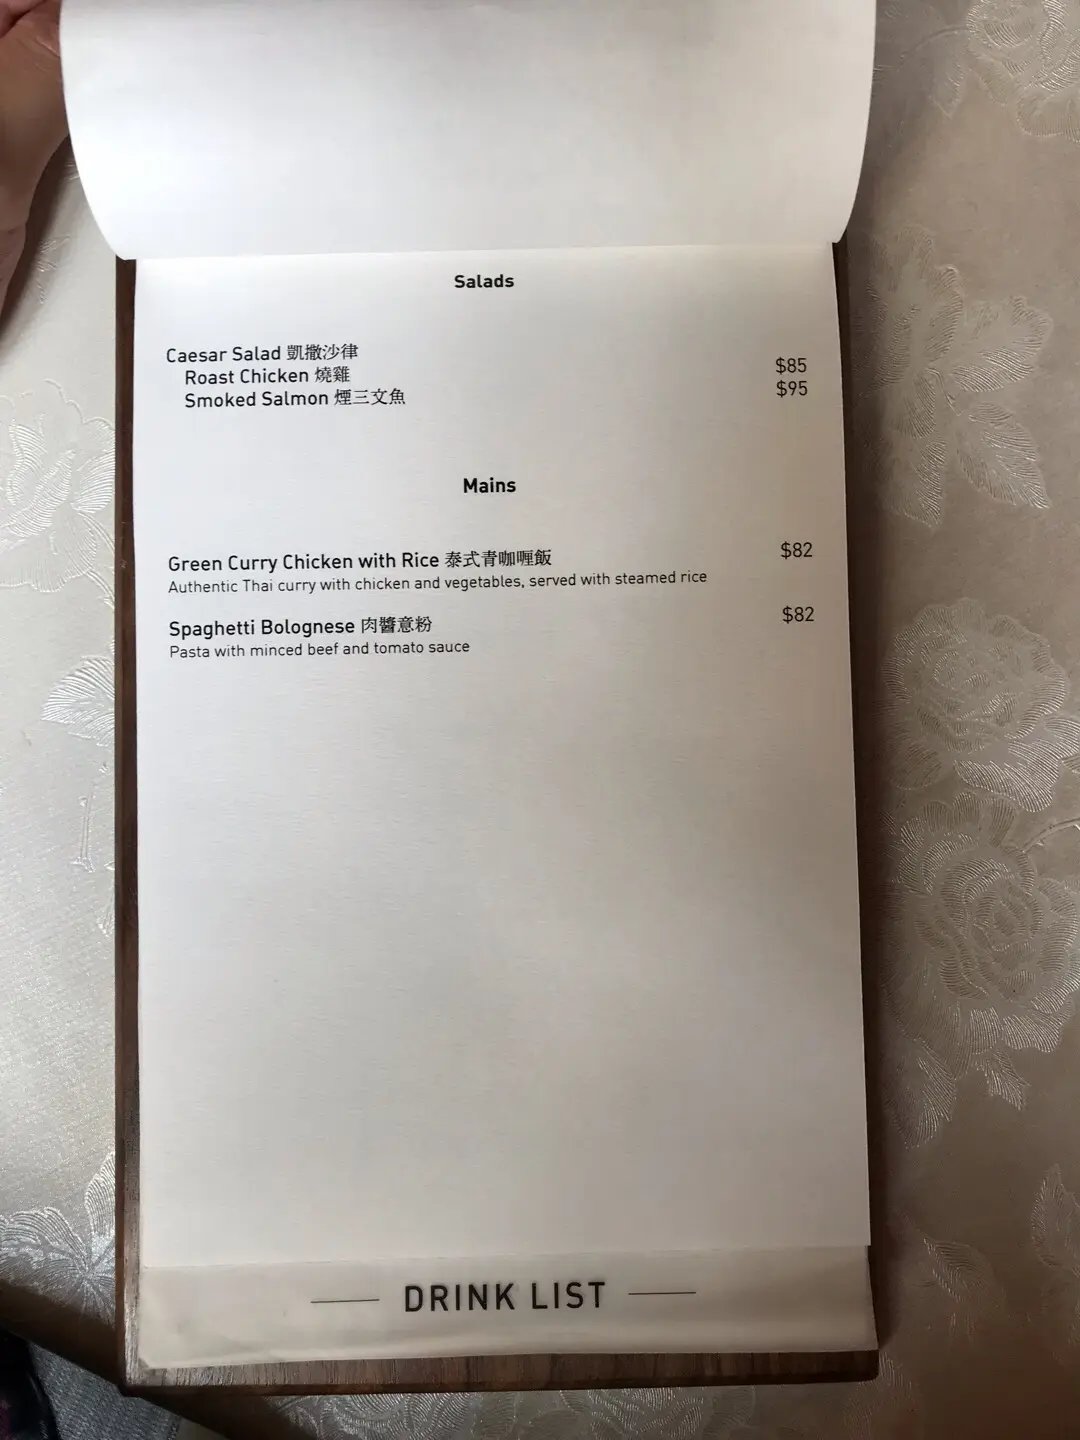 Salads
Caesar Salad 凱撒沙律
Roast Chicken 燒雞 $85
Smoked Salmon 煙三文魚 $95
Mains
Green Curry Chicken with Rice 泰式青咖喱飯 $82
Authentic Thai curry with chicken and vegetables, served with steamed rice
Spaghetti Bolognese 肉醬意粉 $82
Pasta with minced beef and tomato sauce
DRINK LIST